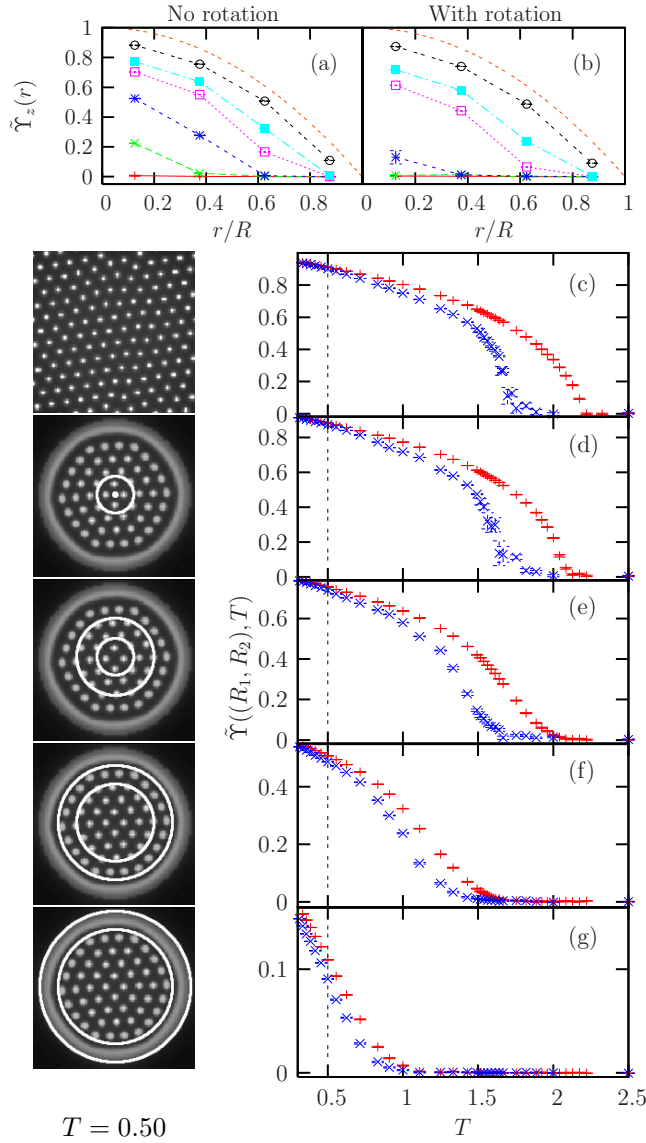 No rotation With rotation
1 (a) (b)
0.8
0.6
0.4
0.2
0
Υ̃_z(r)
0 0.2 0.4 0.6 0.8 0 0.2 0.4 0.6 0.8 1
r/R r/R
0.8 (c)
0.6
0.4
0.2
0
0.8 (d)
0.6
0.4
0.2
0
0.6 (e)
0.4
0.2
0
Υ̃((R₁, R₂), T)
0.4 (f)
0.2
0
0.1 (g)
0
0.5 1 1.5 2 2.5
T = 0.50 T